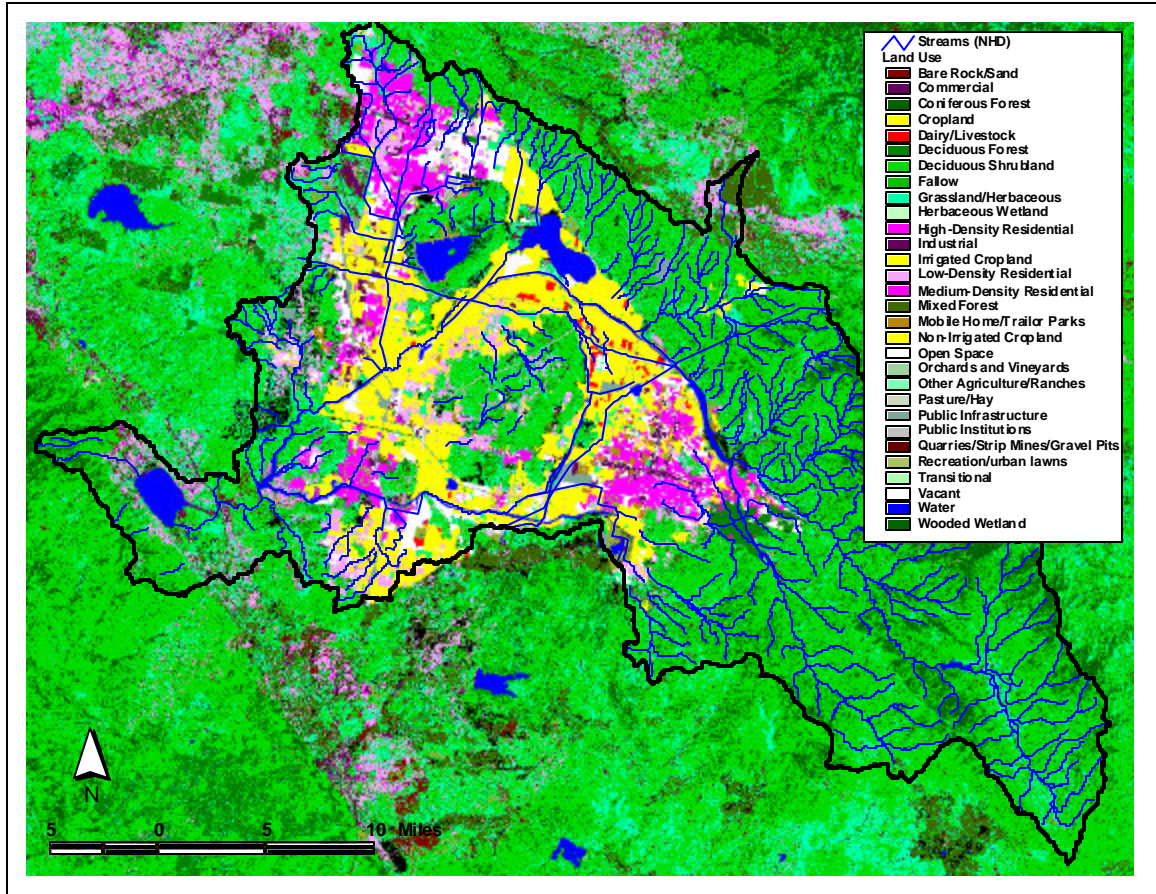 Streams (NHD)
Land Use
Bare Rock/Sand
Commercial
Coniferous Forest
Cropland
Dairy/Livestock
Deciduous Forest
Deciduous Shrubland
Fallow
Grassland/Herbaceous
Herbaceous Wetland
High-Density Residential
Industrial
Irrigated Cropland
Low-Density Residential
Medium-Density Residential
Mixed Forest
Mobile Home/Trailor Parks
Non-Irrigated Cropland
Open Space
Orchards and Vineyards
Other Agriculture/Ranches
Pasture/Hay
Public Infrastructure
Public Institutions
Quarries/Strip Mines/Gravel Pits
Recreation/urban lawns
Transitional
Vacant
Water
Wooded Wetland
N
5 0 5 10 Miles